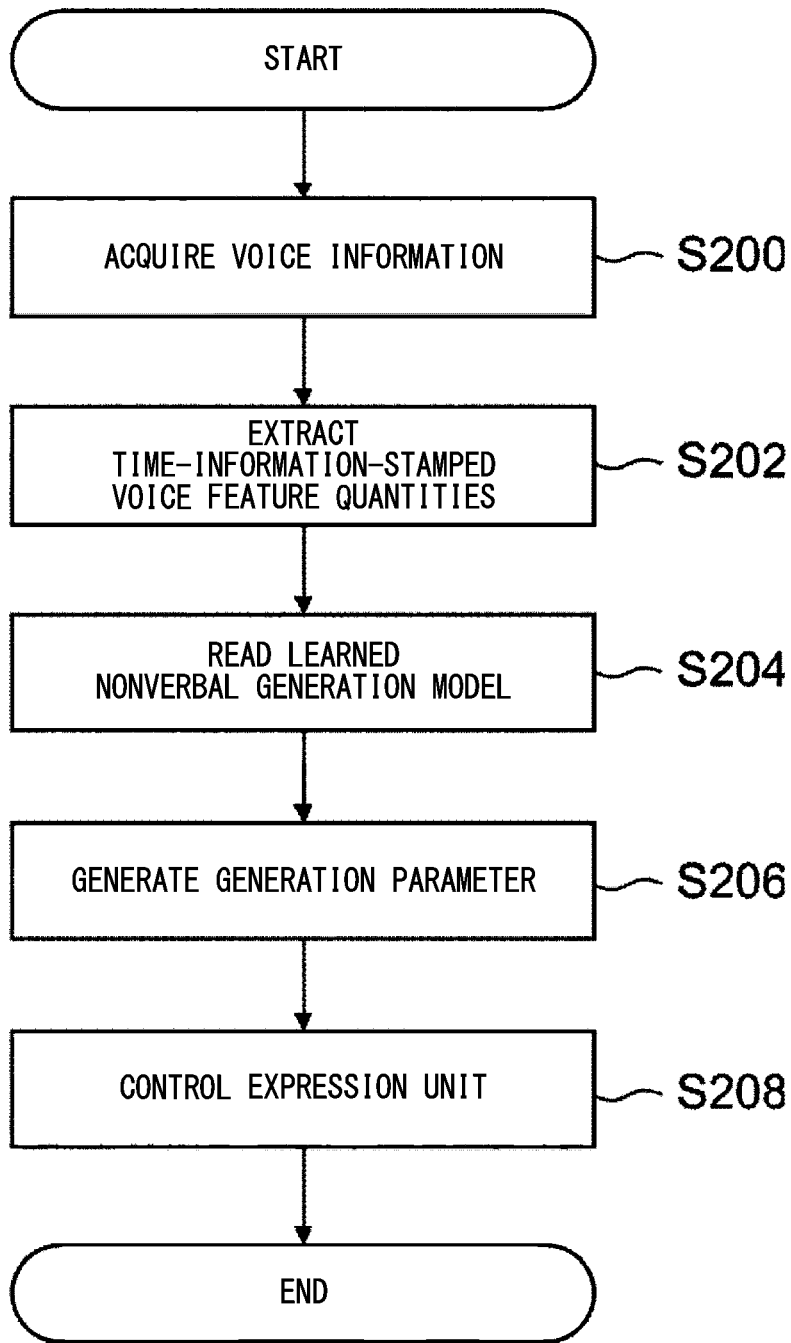 START
ACQUIRE VOICE INFORMATION
S200
EXTRACT
TIME-INFORMATION-STAMPED
VOICE FEATURE QUANTITIES
S202
READ LEARNED
NONVERBAL GENERATION MODEL
S204
GENERATE GENERATION PARAMETER
S206
CONTROL EXPRESSION UNIT
S208
END